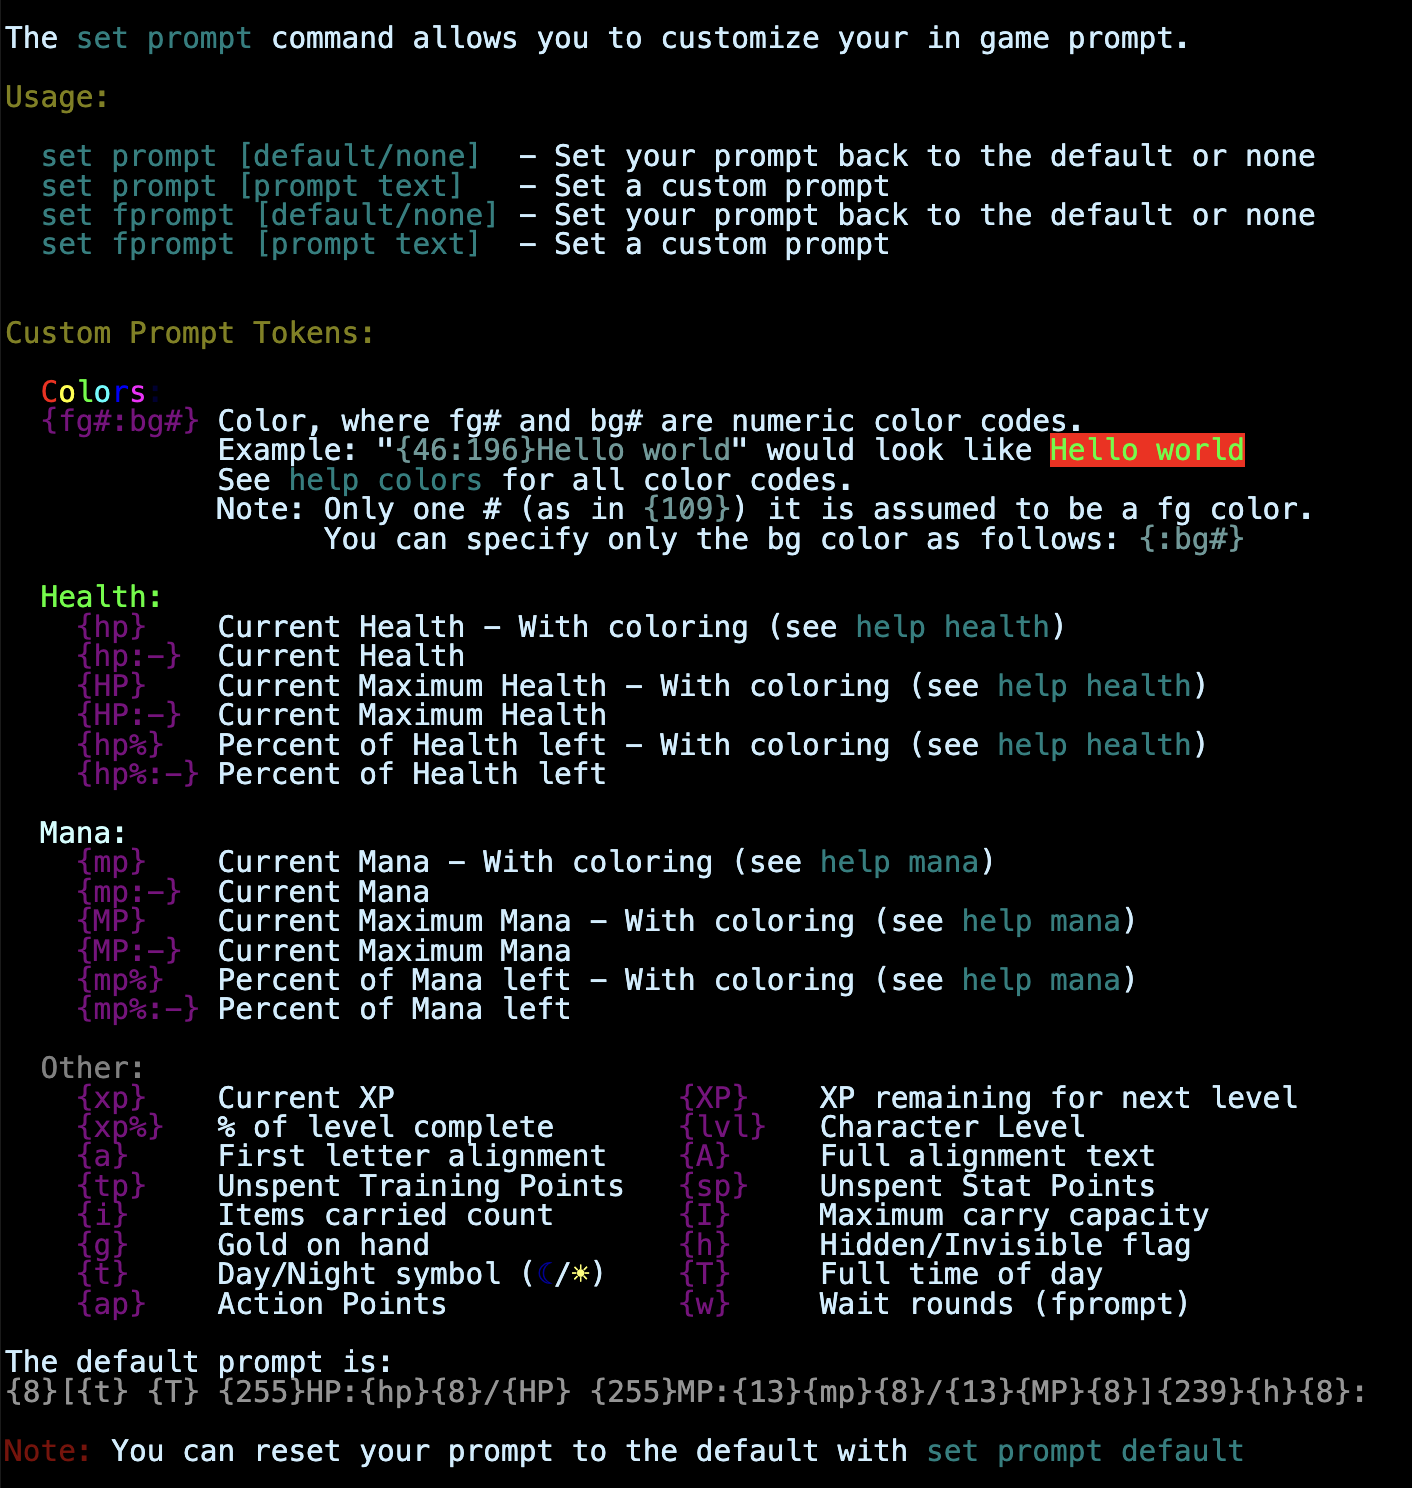 The set prompt command allows you to customize your in game prompt.
Usage:
set prompt [default/none] - Set your prompt back to the default or none
set prompt [prompt text] - Set a custom prompt
set fprompt [default/none] - Set your prompt back to the default or none
set fprompt [prompt text] - Set a custom prompt
Custom Prompt Tokens:
Colors:
{fg#:bg#} Color, where fg# and bg# are numeric color codes.
Example: "{46:196}Hello world" would look like Hello world
See help colors for all color codes.
Note: Only one # (as in {109}) it is assumed to be a fg color.
You can specify only the bg color as follows: {:bg#}
Health:
{hp} Current Health - With coloring (see help health)
{hp:-} Current Health
{HP} Current Maximum Health - With coloring (see help health)
{HP:-} Current Maximum Health
{hp%} Percent of Health left - With coloring (see help health)
{hp%:-} Percent of Health left
Mana:
{mp} Current Mana - With coloring (see help mana)
{mp:-} Current Mana
{MP} Current Maximum Mana - With coloring (see help mana)
{MP:-} Current Maximum Mana
{mp%} Percent of Mana left - With coloring (see help mana)
{mp%:-} Percent of Mana left
Other:
{xp} Current XP {XP} XP remaining for next level
{xp%} % of level complete {lvl} Character Level
{a} First letter alignment {A} Full alignment text
{tp} Unspent Training Points {sp} Unspent Stat Points
{i} Items carried count {I} Maximum carry capacity
{g} Gold on hand {h} Hidden/Invisible flag
{t} Day/Night symbol (☾/☀) {T} Full time of day
{ap} Action Points {w} Wait rounds (fprompt)
The default prompt is:
{8}[{t} {T} {255}HP:{hp}{8}/{HP} {255}MP:{13}{mp}{8}/{13}{MP}{8}]{239}{h}{8}:
Note: You can reset your prompt to the default with set prompt default